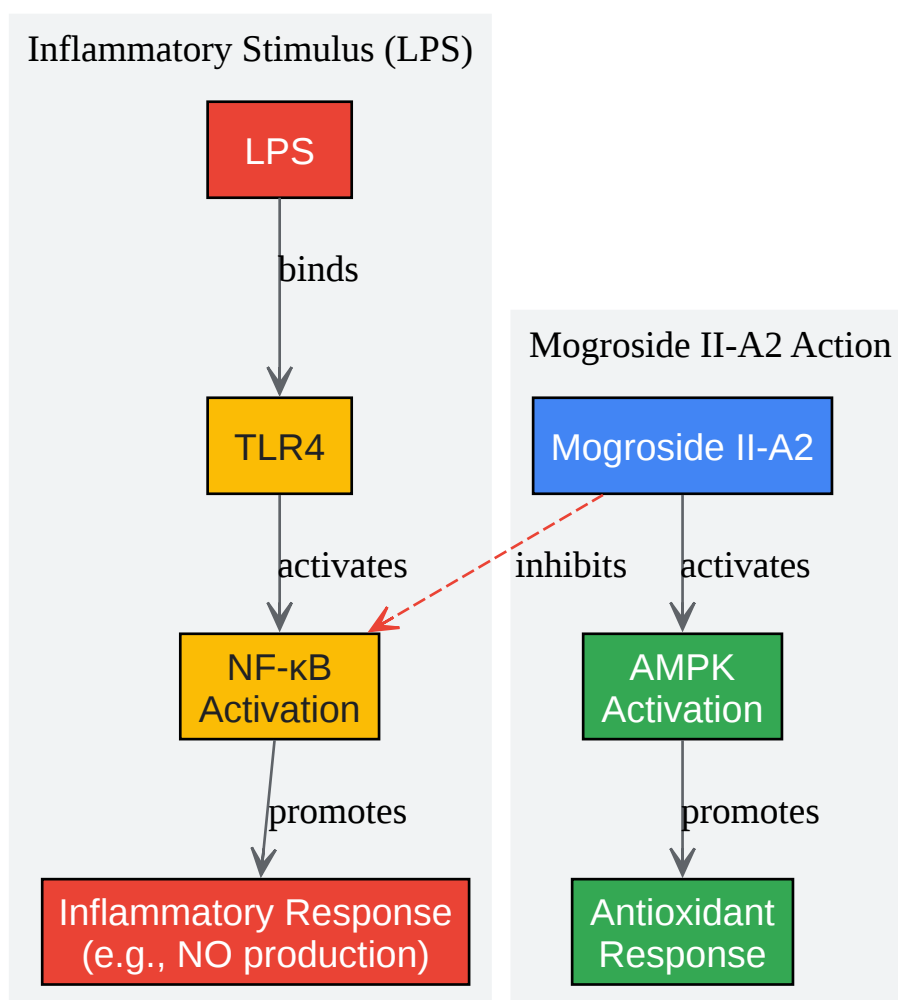 Inflammatory Stimulus (LPS)
LPS
binds
TLR4
activates
NF-κB
Activation
promotes
Inflammatory Response
(e.g., NO production)
Mogroside II-A2 Action
Mogroside II-A2
inhibits
activates
AMPK
Activation
promotes
Antioxidant
Response